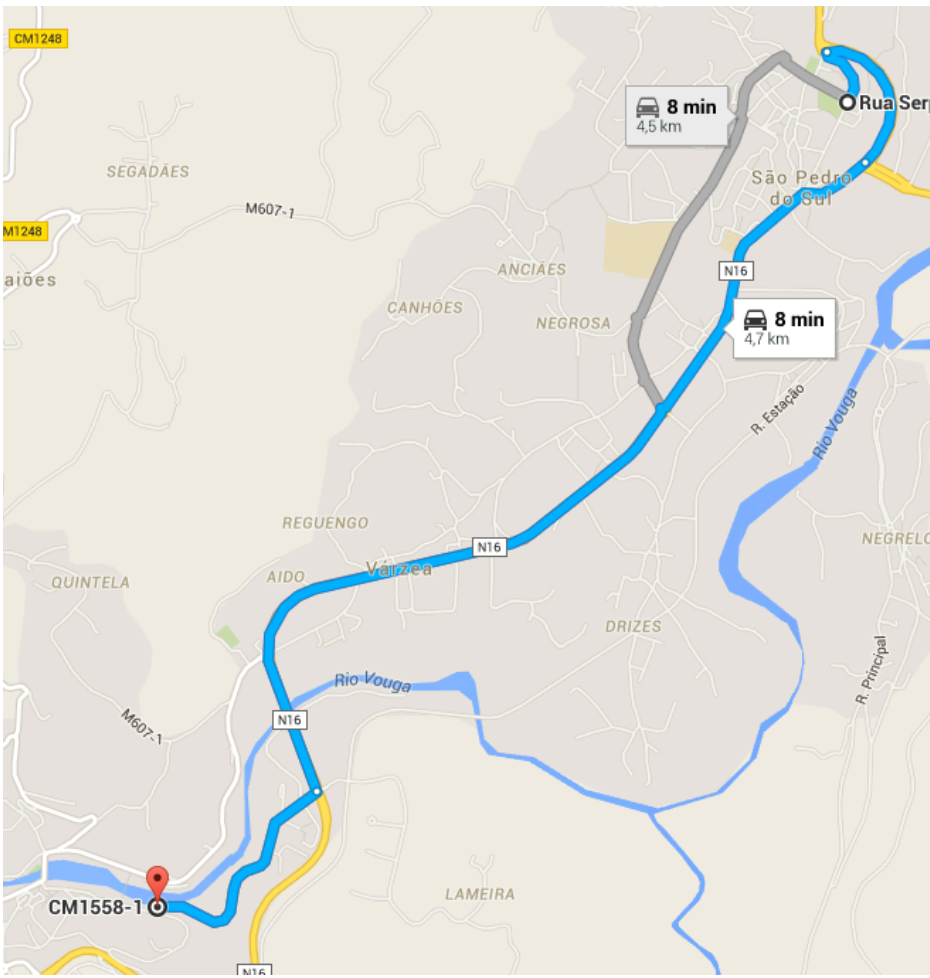 CM1248
8 min
4,5 km
Rua Serp
SEGADÃES
São Pedro
do Sul
M607-1
M1248
aiões
ANCIÃES
N16
CANHÕES
NEGROSA
8 min
4,7 km
R. Estação
Rio Vouga
REGUENGO
N16
NEGRELO
Várzea
AIDO
QUINTELA
DRIZES
R. Principal
Rio Vouga
N16
M607-1
LAMEIRA
CM1558-1
N16